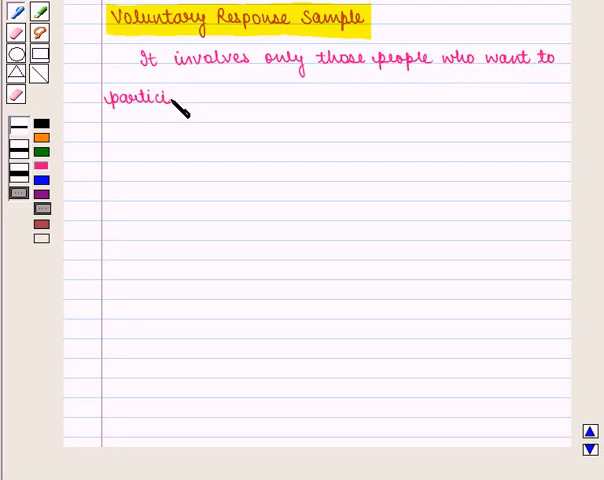 Voluntary Response Sample
It involves only those people who want to
partici